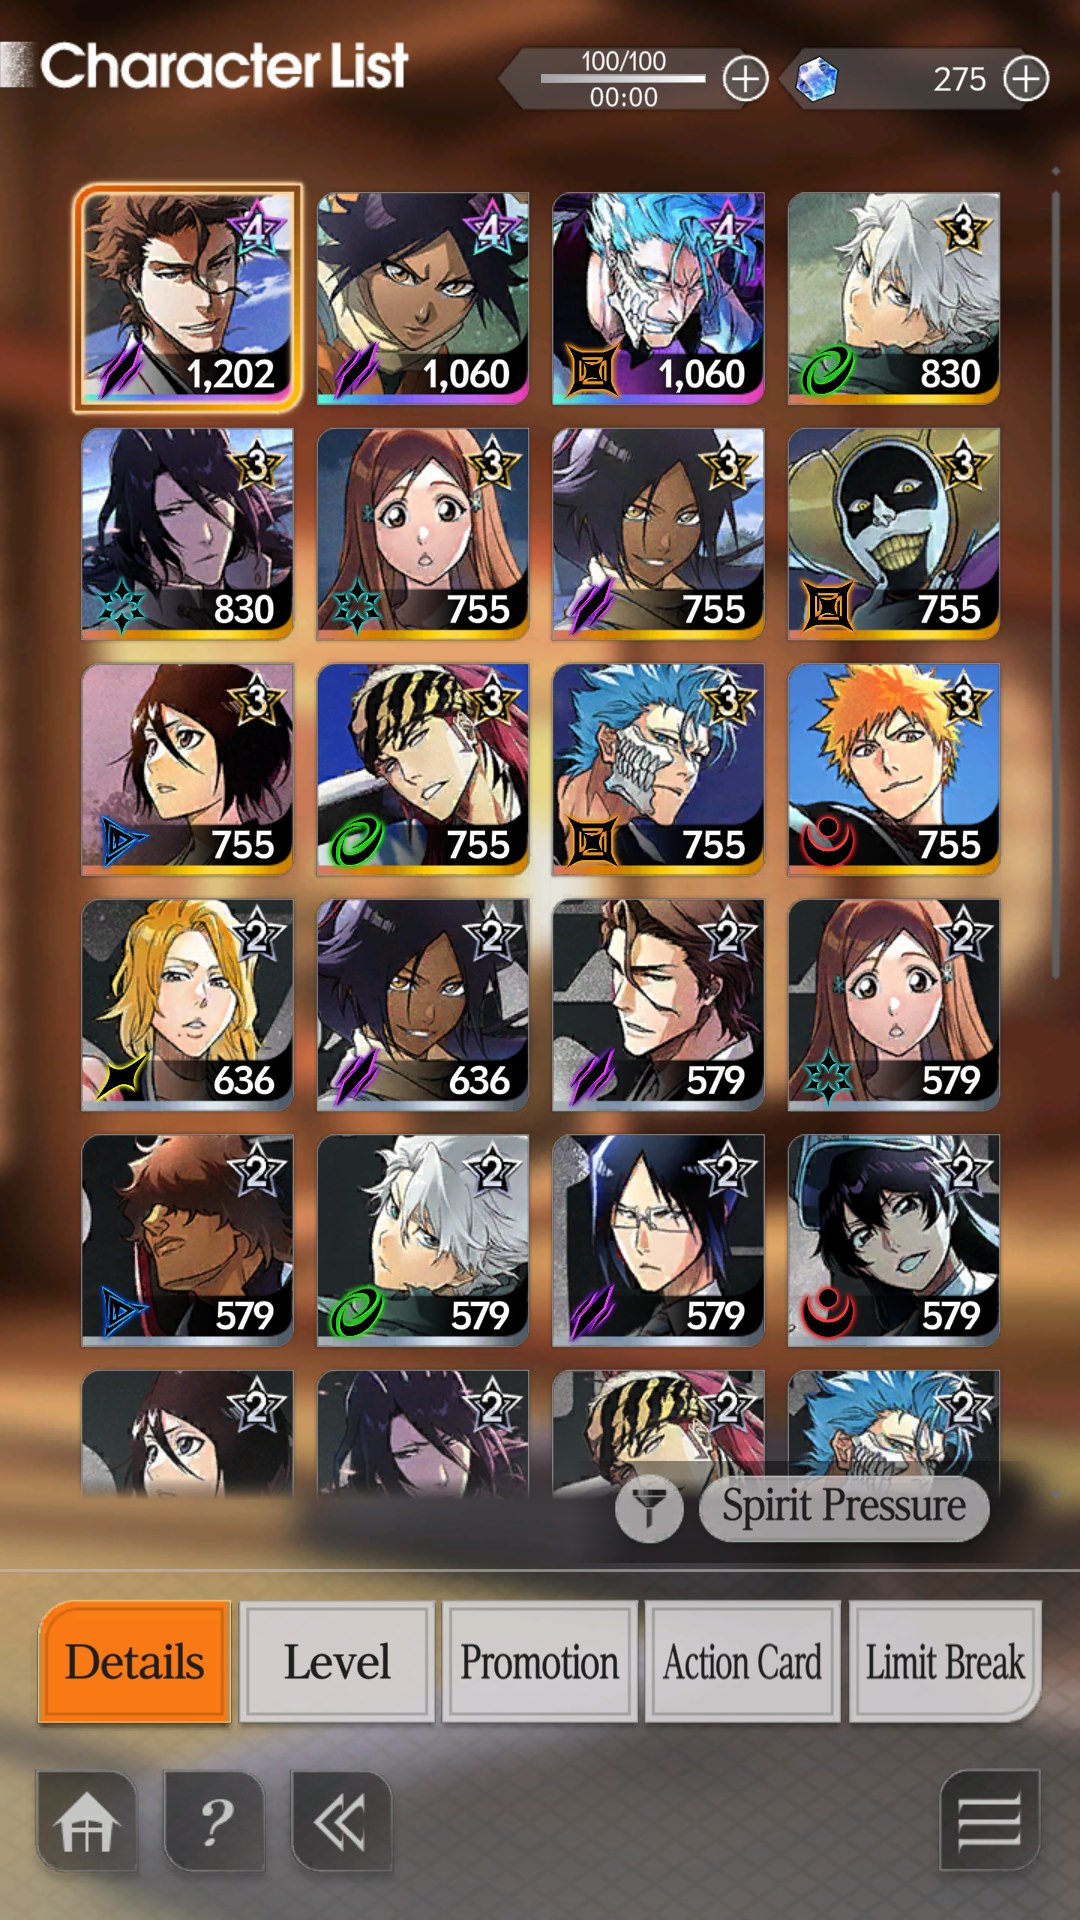 Character List
100/100
00:00
275
4 4 4 3
1,202 1,060 1,060 830
3 3 3 3
830 755 755 755
3 3 3 3
755 755 755 755
2 2 2 2
636 636 579 579
2 2 2 2
579 579 579 579
2 2 2 2
Spirit Pressure
Details Level Promotion Action Card Limit Break
?